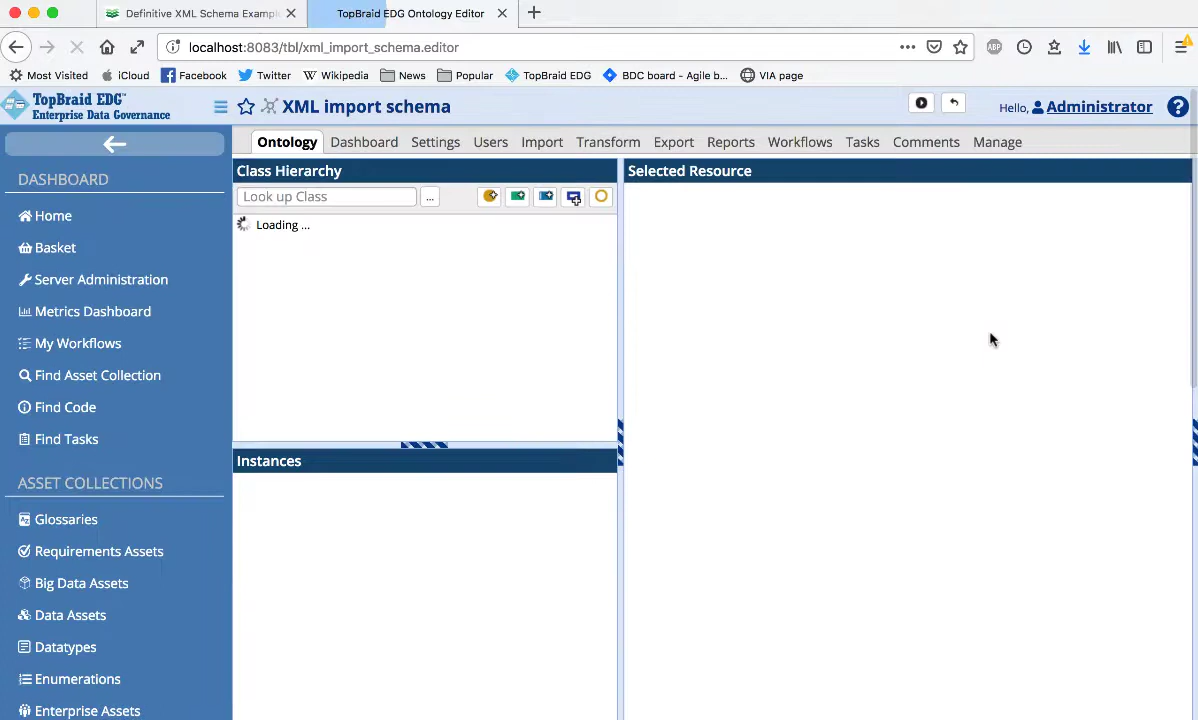 Definitive XML Schema Exampl
TopBraid EDG Ontology Editor
localhost:8083/tbl/xml_import_schema.editor
Most Visited iCloud Facebook Twitter Wikipedia News Popular TopBraid EDG BDC board - Agile b... VIA page
TopBraid EDG™
Enterprise Data Governance
XML import schema
Hello, Administrator
Ontology Dashboard Settings Users Import Transform Export Reports Workflows Tasks Comments Manage
DASHBOARD
Home
Basket
Server Administration
Metrics Dashboard
My Workflows
Find Asset Collection
Find Code
Find Tasks
ASSET COLLECTIONS
Glossaries
Requirements Assets
Big Data Assets
Data Assets
Datatypes
Enumerations
Enterprise Assets
Class Hierarchy
Look up Class ...
Loading ...
Instances
Selected Resource